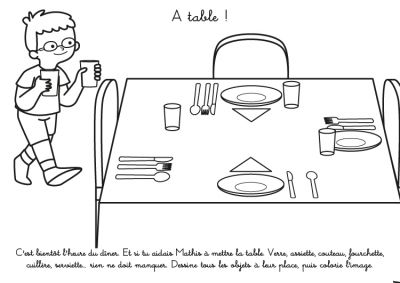 A table !
C'est bientôt l'heure du dîner. Et si tu aidais Mathis à mettre la table. Verre, assiette, couteau, fourchette,
cuillère, serviette... rien ne doit manquer. Dessine tous les objets à leur place, puis colorie l'image.